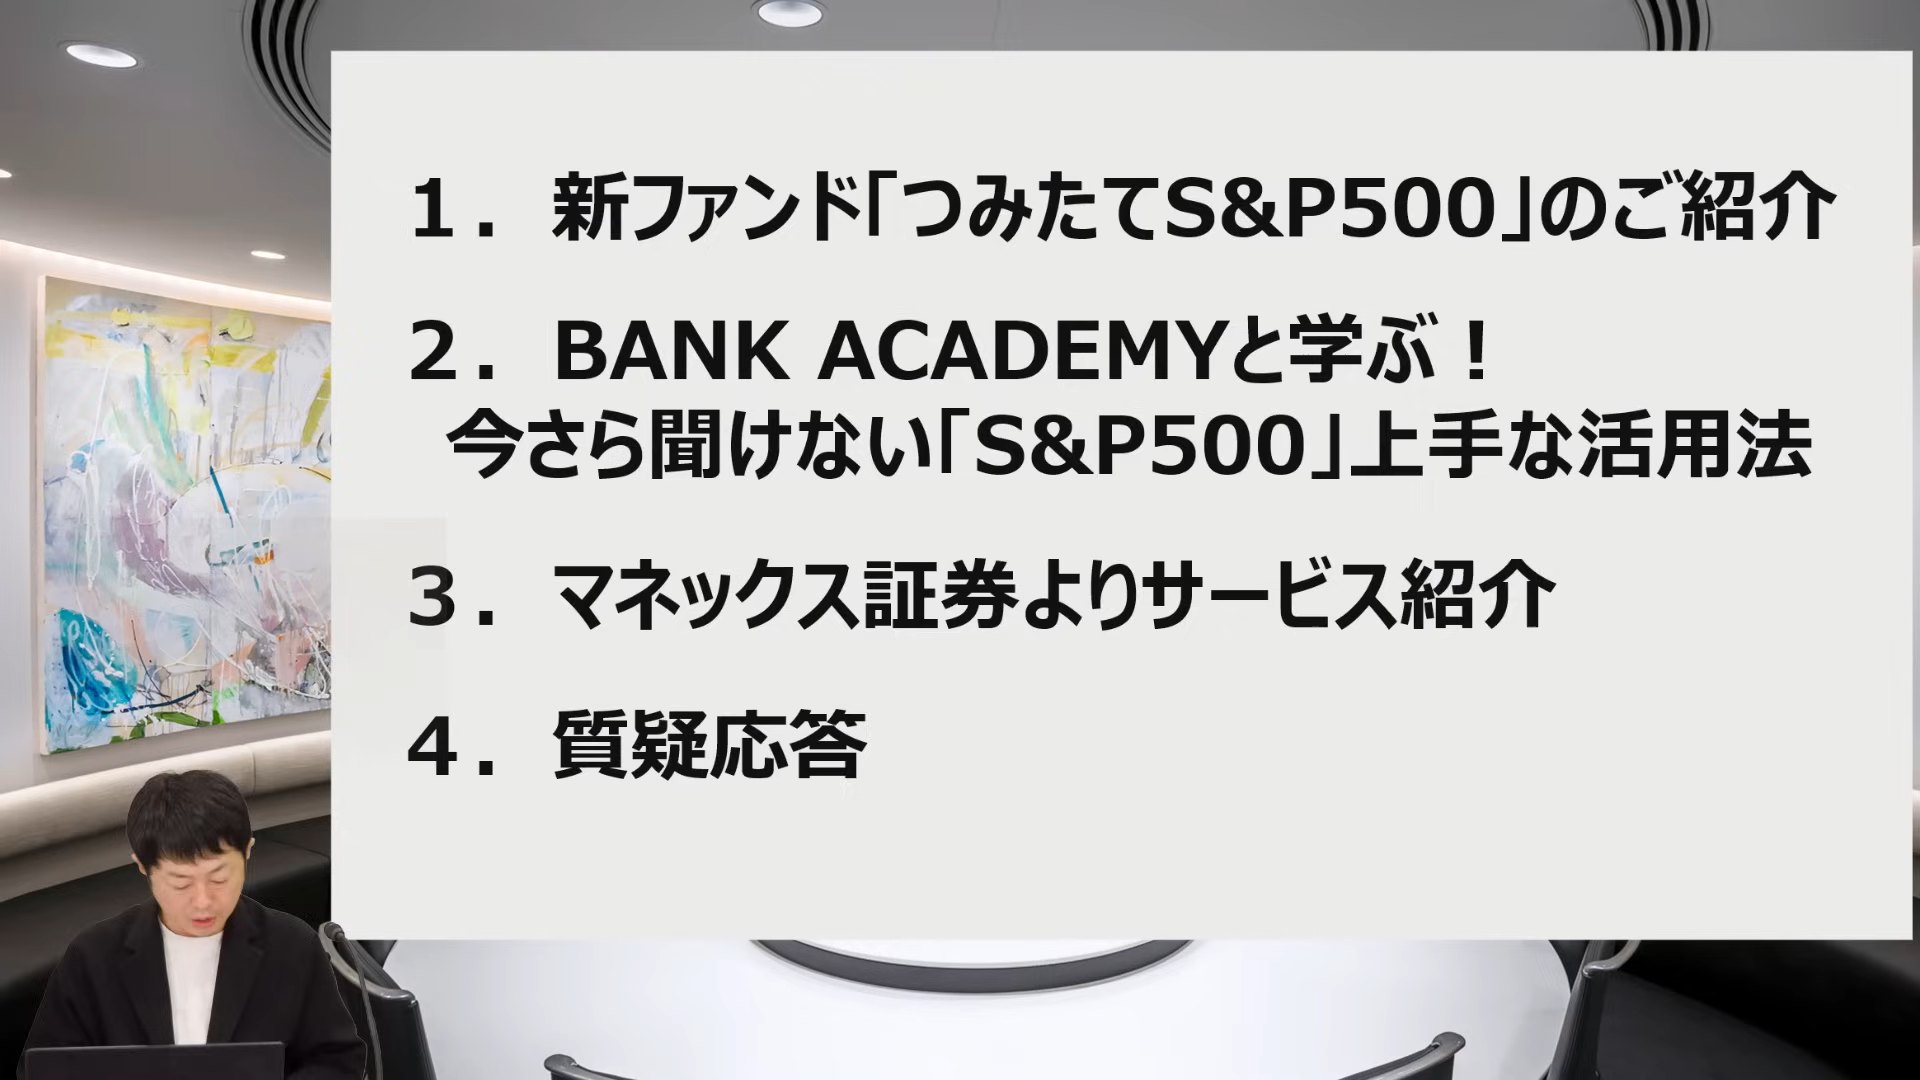 １．新ファンド「つみたてS&P500」のご紹介
２．BANK ACADEMYと学ぶ！
今さら聞けない「S&P500」上手な活用法
３．マネックス証券よりサービス紹介
４．質疑応答